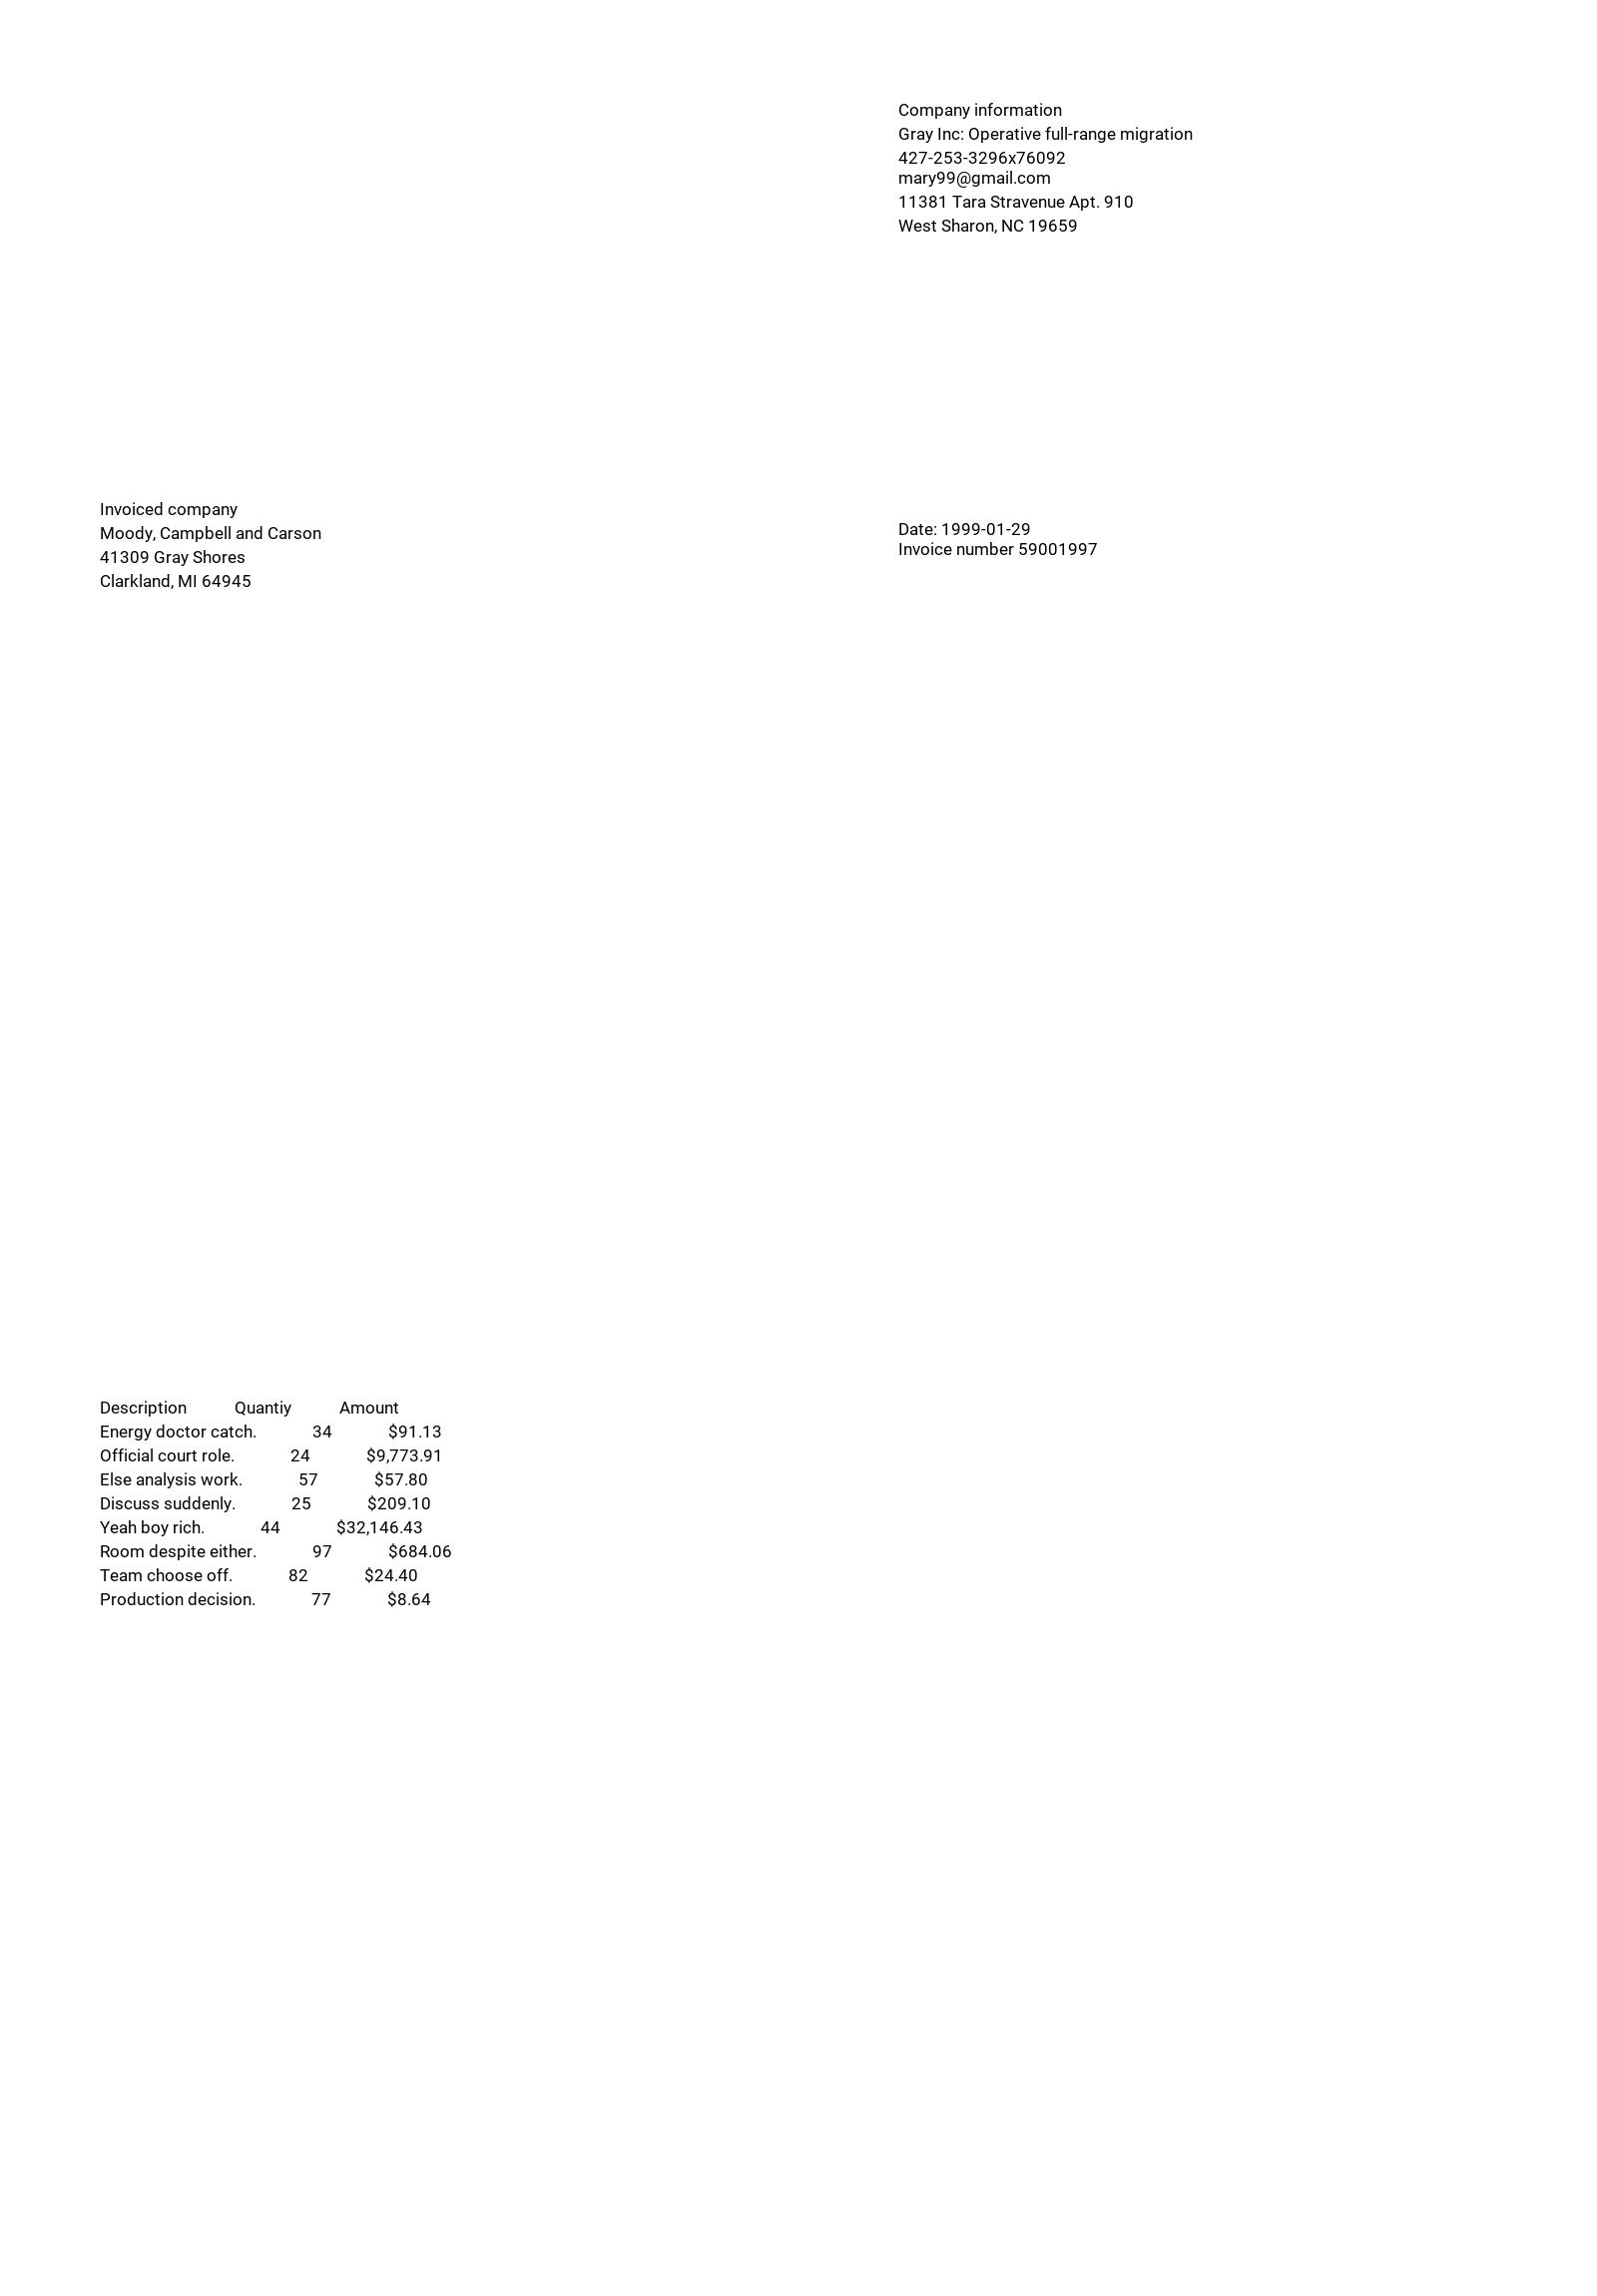 Company information
Gray Inc: Operative full-range migration
427-253-3296x76092
mary99@gmail.com
11381 Tara Stravenue Apt. 910
West Sharon, NC 19659
Invoiced company
Moody, Campbell and Carson
41309 Gray Shores
Clarkland, MI 64945
Date: 1999-01-29
Invoice number 59001997
Description Quantiy Amount
Energy doctor catch. 34 $91.13
Official court role. 24 $9,773.91
Else analysis work. 57 $57.80
Discuss suddenly. 25 $209.10
Yeah boy rich. 44 $32,146.43
Room despite either. 97 $684.06
Team choose off. 82 $24.40
Production decision. 77 $8.64